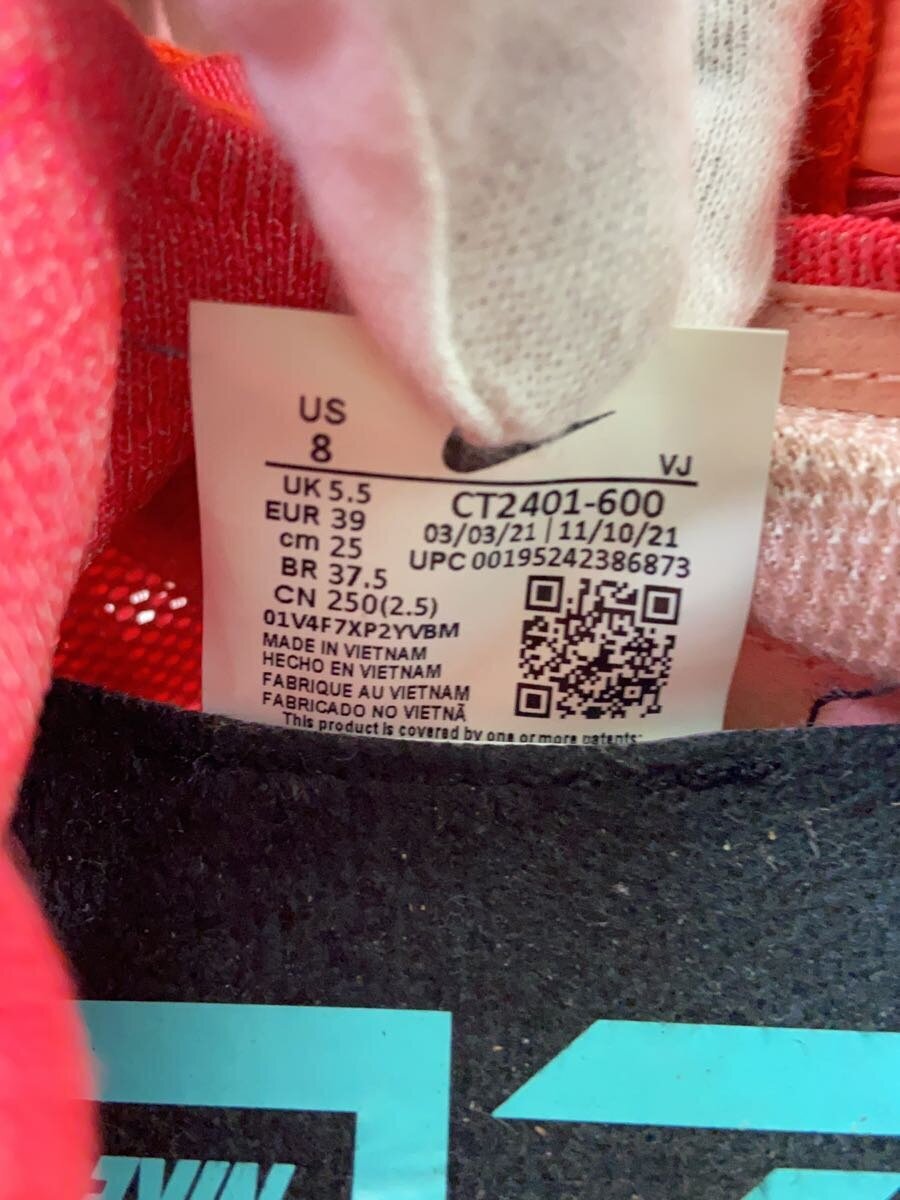 US
8
VJ
UK 5.5
EUR 39
cm 25
BR 37.5
CN 250(2.5)
01V4F7XP2YVBM
MADE IN VIETNAM
HECHO EN VIETNAM
FABRIQUE AU VIETNAM
FABRICADO NO VIETNÃ
This product is covered by one or more patents:
CT2401-600
03/03/21 | 11/10/21
UPC 00195242386873